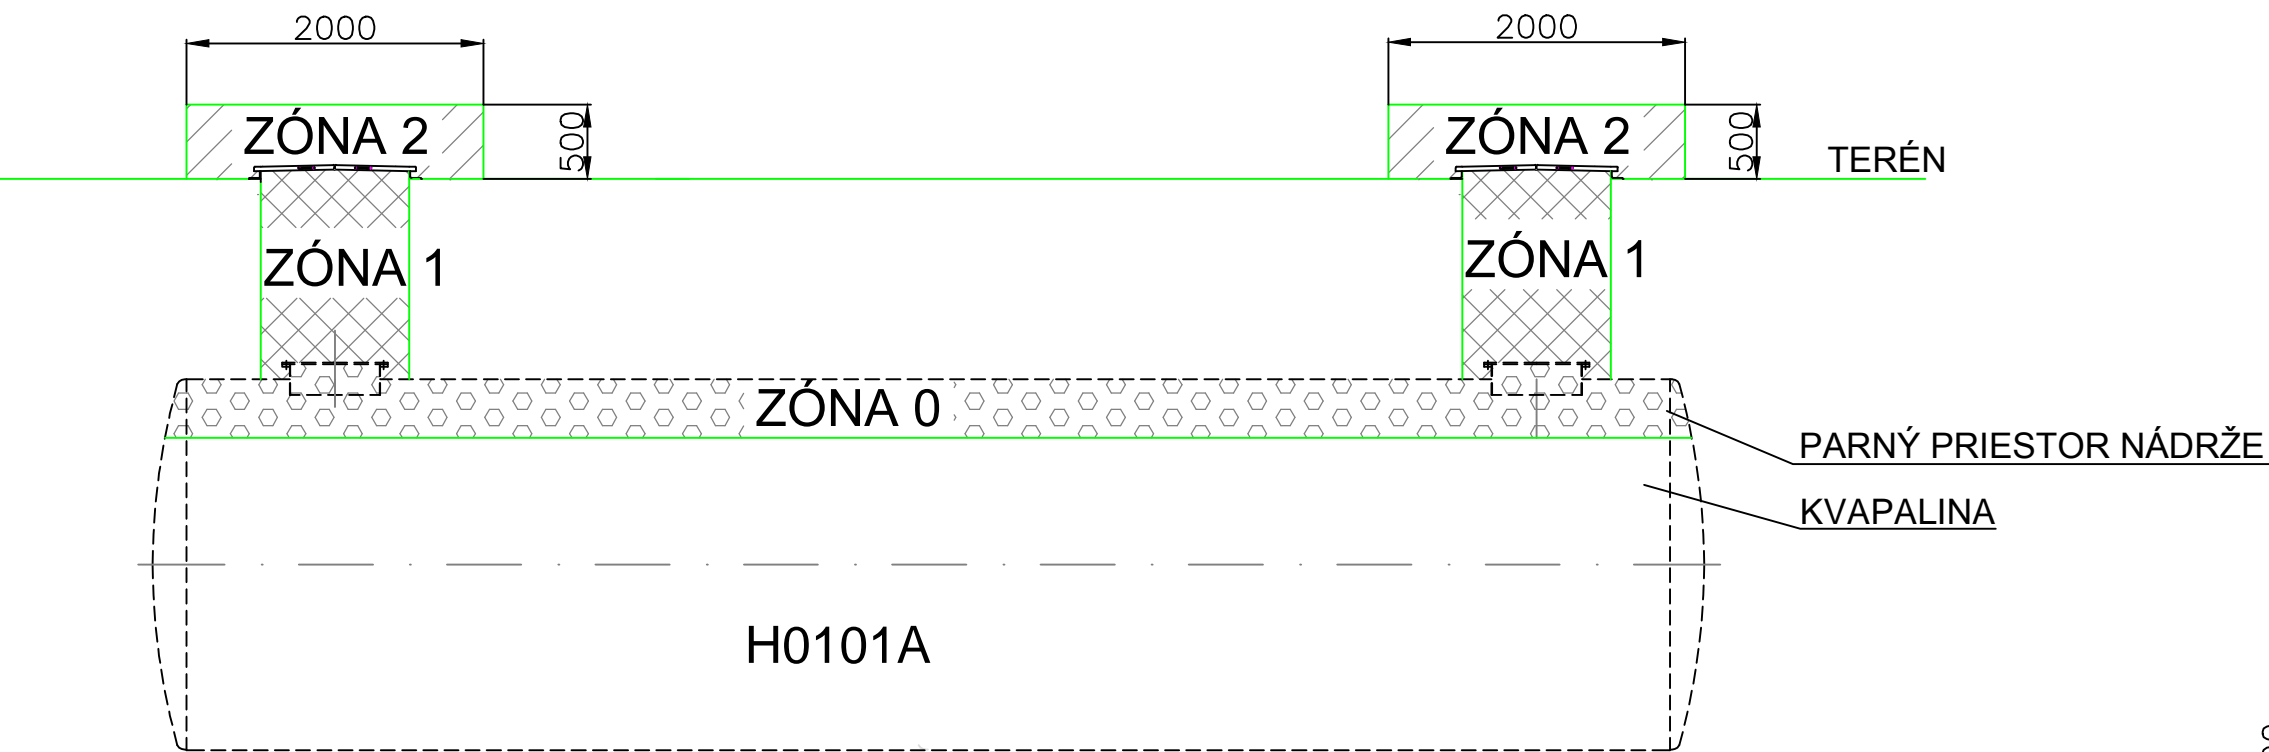 2000
2000
ZÓNA 2
500
ZÓNA 2
500
TERÉN
ZÓNA 1
ZÓNA 1
ZÓNA 0
PARNÝ PRIESTOR NÁDRŽE
KVAPALINA
H0101A